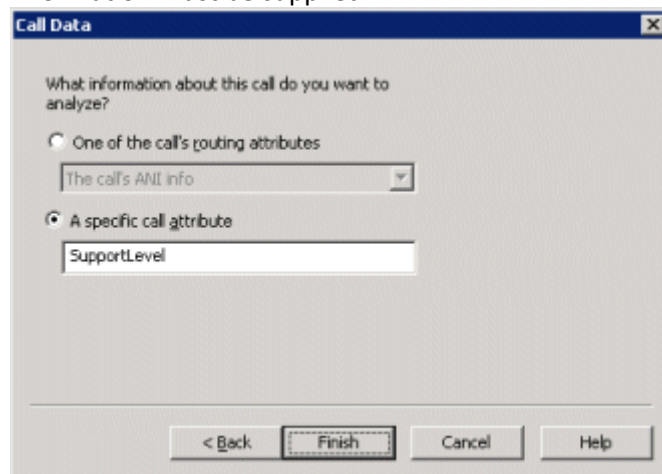 Call Data
What information about this call do you want to
analyze?
One of the call's routing attributes
The call's ANI info
A specific call attribute
SupportLevel
< Back Finish Cancel Help